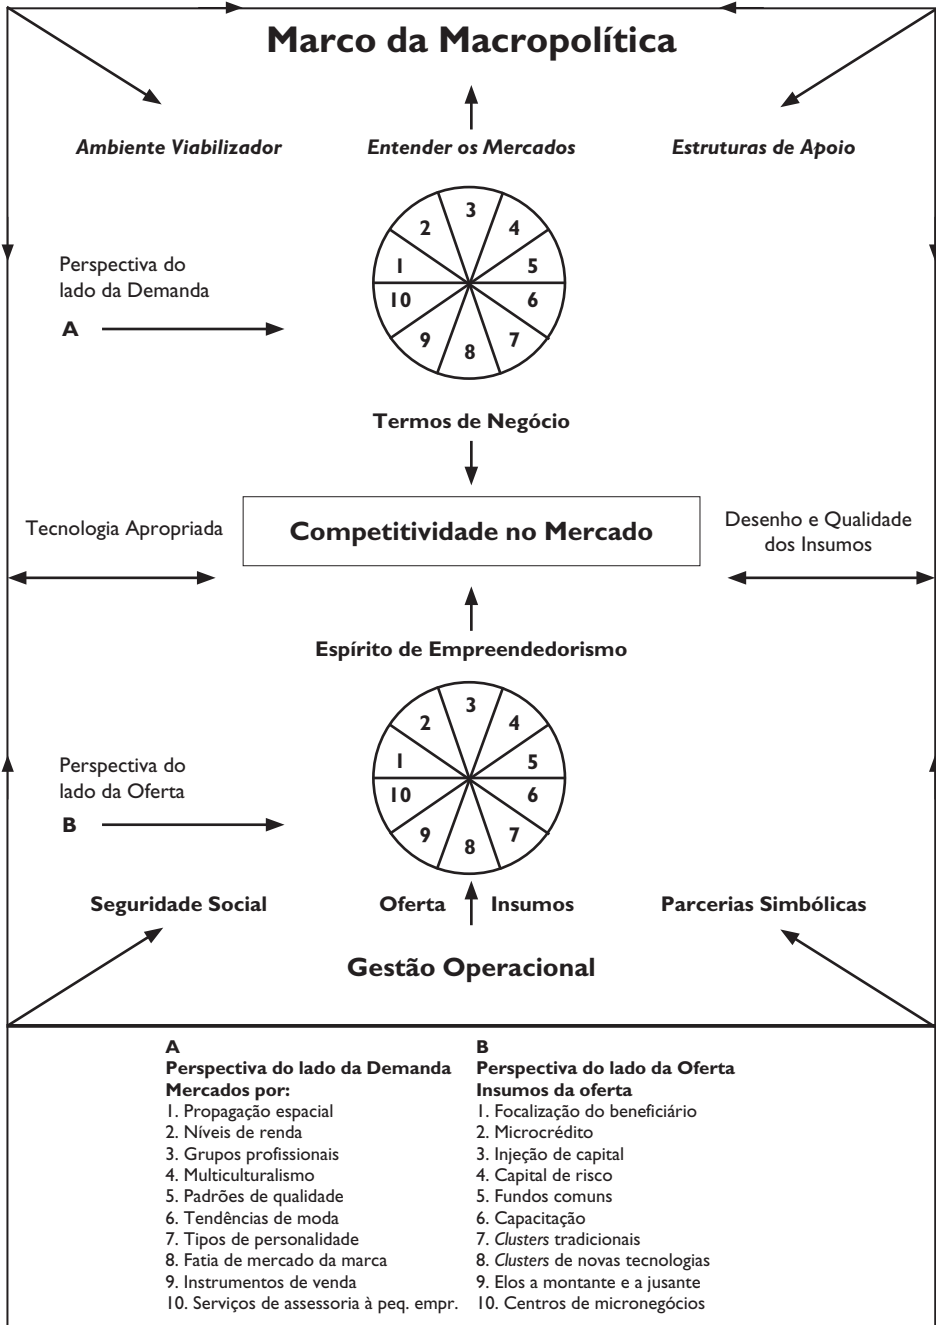 Marco da Macropolítica
Ambiente Viabilizador
Entender os Mercados
Estruturas de Apoio
Perspectiva do
lado da Demanda
A
1
2
3
4
5
6
7
8
9
10
Termos de Negócio
Tecnologia Apropriada
Competitividade no Mercado
Desenho e Qualidade
dos Insumos
Espírito de Empreendedorismo
Perspectiva do
lado da Oferta
B
1
2
3
4
5
6
7
8
9
10
Seguridade Social
Oferta
Insumos
Parcerias Simbólicas
Gestão Operacional
A
Perspectiva do lado da Demanda
Mercados por:
1. Propagação espacial
2. Níveis de renda
3. Grupos profissionais
4. Multiculturalismo
5. Padrões de qualidade
6. Tendências de moda
7. Tipos de personalidade
8. Fatia de mercado da marca
9. Instrumentos de venda
10. Serviços de assessoria à peq. empr.
B
Perspectiva do lado da Oferta
Insumos da oferta
1. Focalização do beneficiário
2. Microcrédito
3. Injeção de capital
4. Capital de risco
5. Fundos comuns
6. Capacitação
7. Clusters tradicionais
8. Clusters de novas tecnologias
9. Elos a montante e a jusante
10. Centros de micronegócios